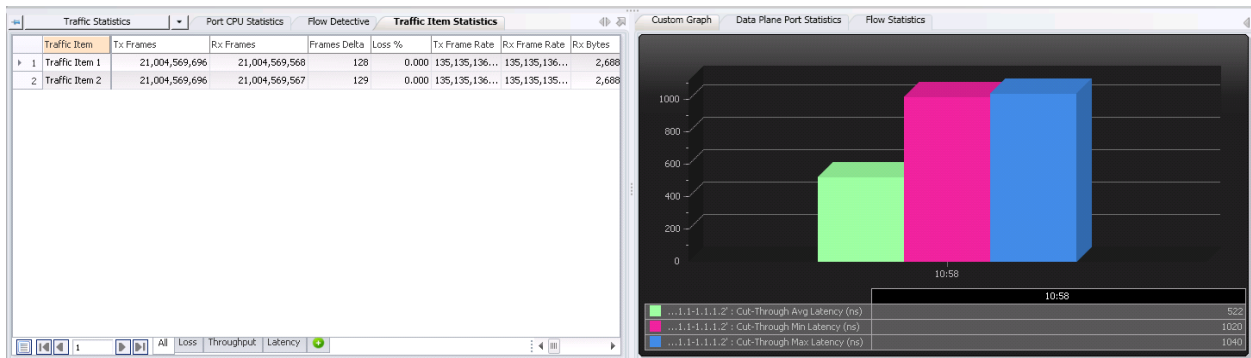 Traffic Statistics
Port CPU Statistics
Flow Detective
Traffic Item Statistics
Traffic Item Tx Frames Rx Frames Frames Delta Loss % Tx Frame Rate Rx Frame Rate Rx Bytes
1 Traffic Item 1 21,004,569,696 21,004,569,568 128 0.000 135,135,136... 135,135,136... 2,688
2 Traffic Item 2 21,004,569,696 21,004,569,567 129 0.000 135,135,136... 135,135,135... 2,688
1 All Loss Throughput Latency
Custom Graph
Data Plane Port Statistics
Flow Statistics
1000
800
600
400
200
0
10:58
10:58
...1.1-1.1.1.2' : Cut-Through Avg Latency (ns) 522
...1.1-1.1.1.2' : Cut-Through Min Latency (ns) 1020
...1.1-1.1.1.2' : Cut-Through Max Latency (ns) 1040